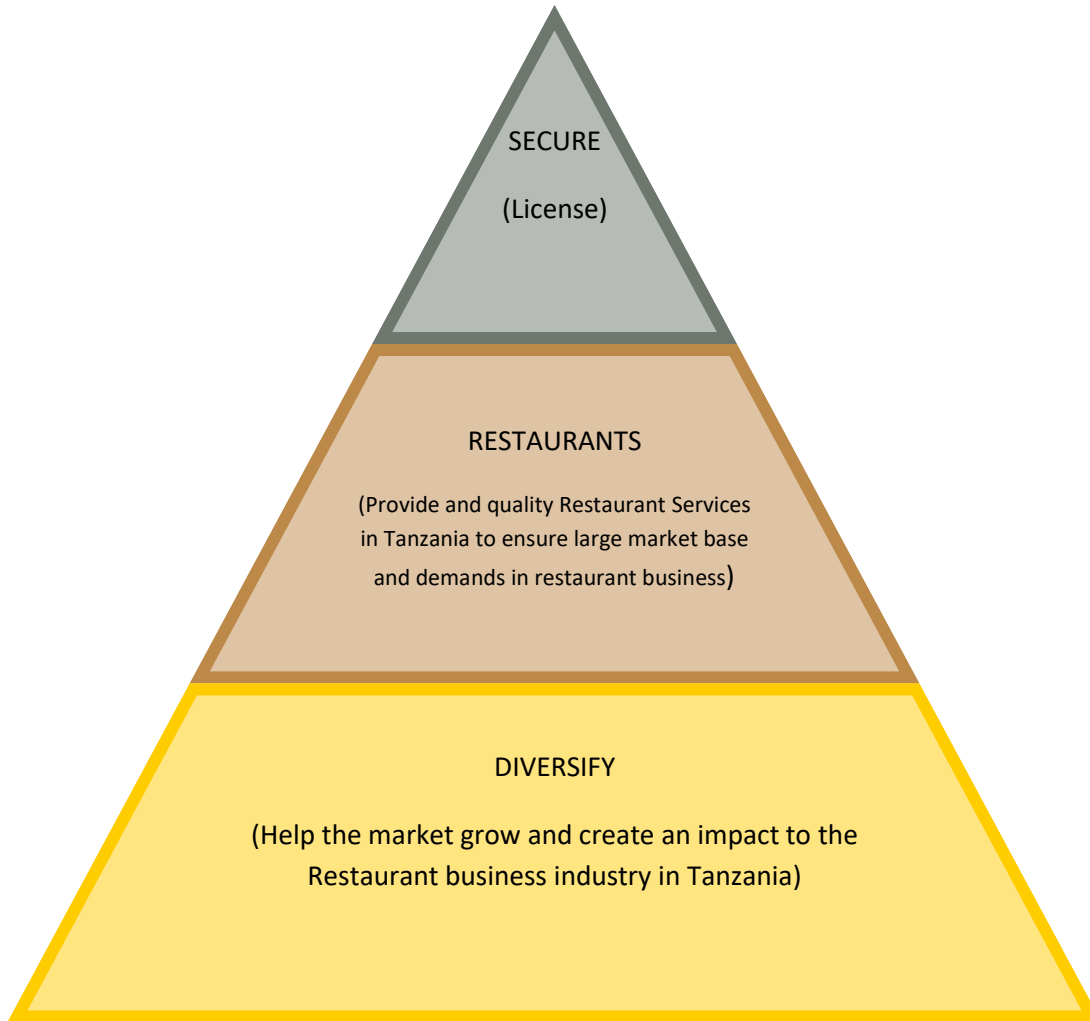 SECURE
(License)
RESTAURANTS
(Provide and quality Restaurant Services
in Tanzania to ensure large market base
and demands in restaurant business)
DIVERSIFY
(Help the market grow and create an impact to the
Restaurant business industry in Tanzania)